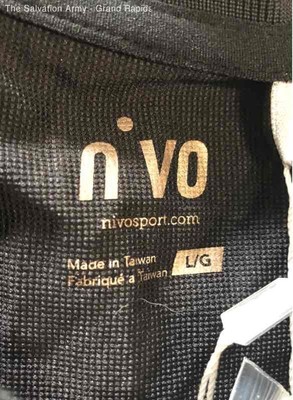 The Salvation Army - Grand Rapids
nivo
nivosport.com
Made in Taiwan
Fabriqué a Taiwan
L/G